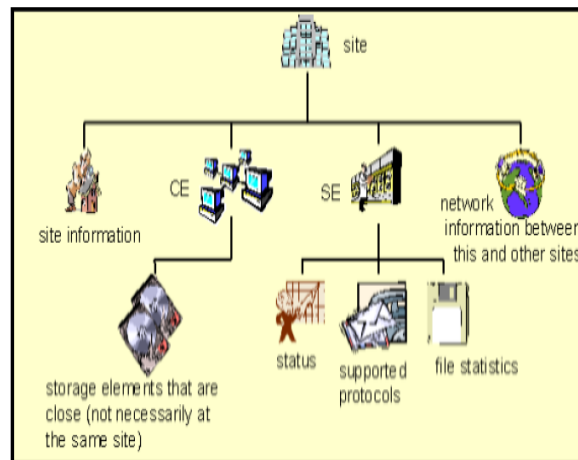 site
CE
SE
site information
network
information between
this and other sites
storage elements that are
close (not necessarily at
the same site)
status
supported
protocols
file statistics